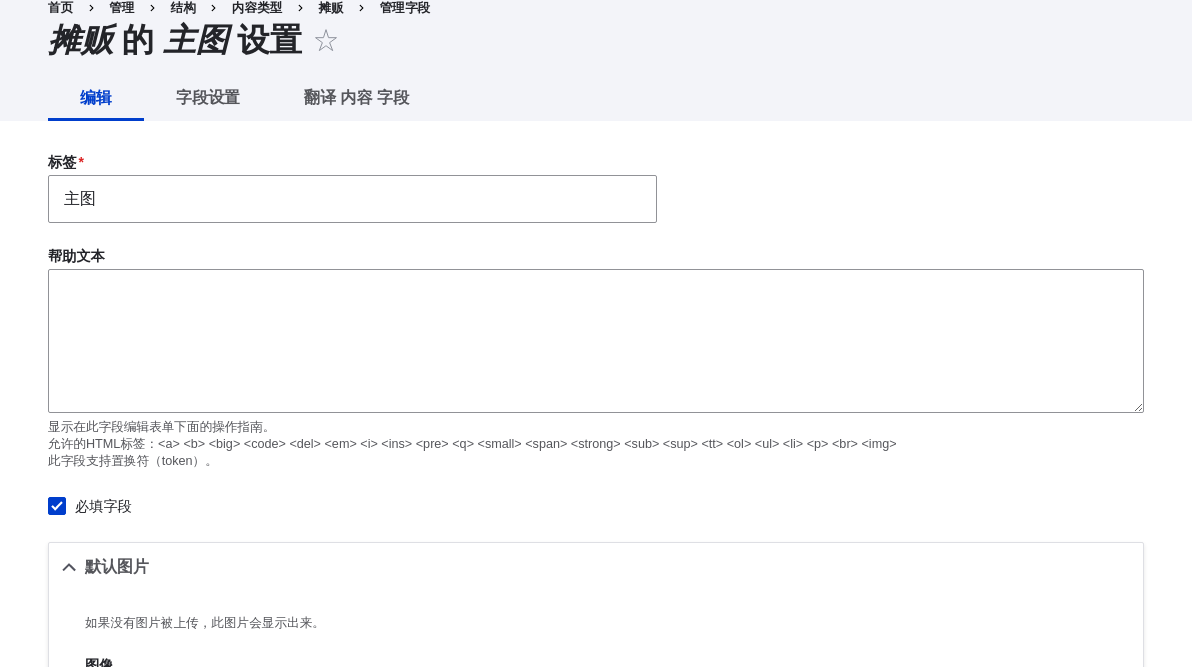 首页 › 管理 › 结构 › 内容类型 › 摊贩 › 管理字段
摊贩 的 主图 设置 ☆
编辑 字段设置 翻译 内容 字段
标签*
主图
帮助文本
显示在此字段编辑表单下面的操作指南。
允许的HTML标签：<a> <b> <big> <code> <del> <em> <i> <ins> <pre> <q> <small> <span> <strong> <sub> <sup> <tt> <ol> <ul> <li> <p> <br> <img>
此字段支持置换符（token）。
必填字段
默认图片
如果没有图片被上传，此图片会显示出来。
图像